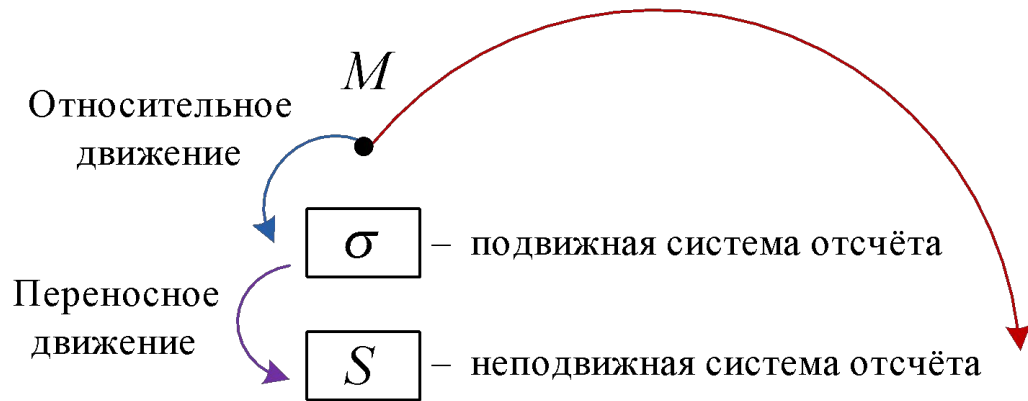 M
Относительное
движение
σ – подвижная система отсчёта
Переносное
движение
S – неподвижная система отсчёта